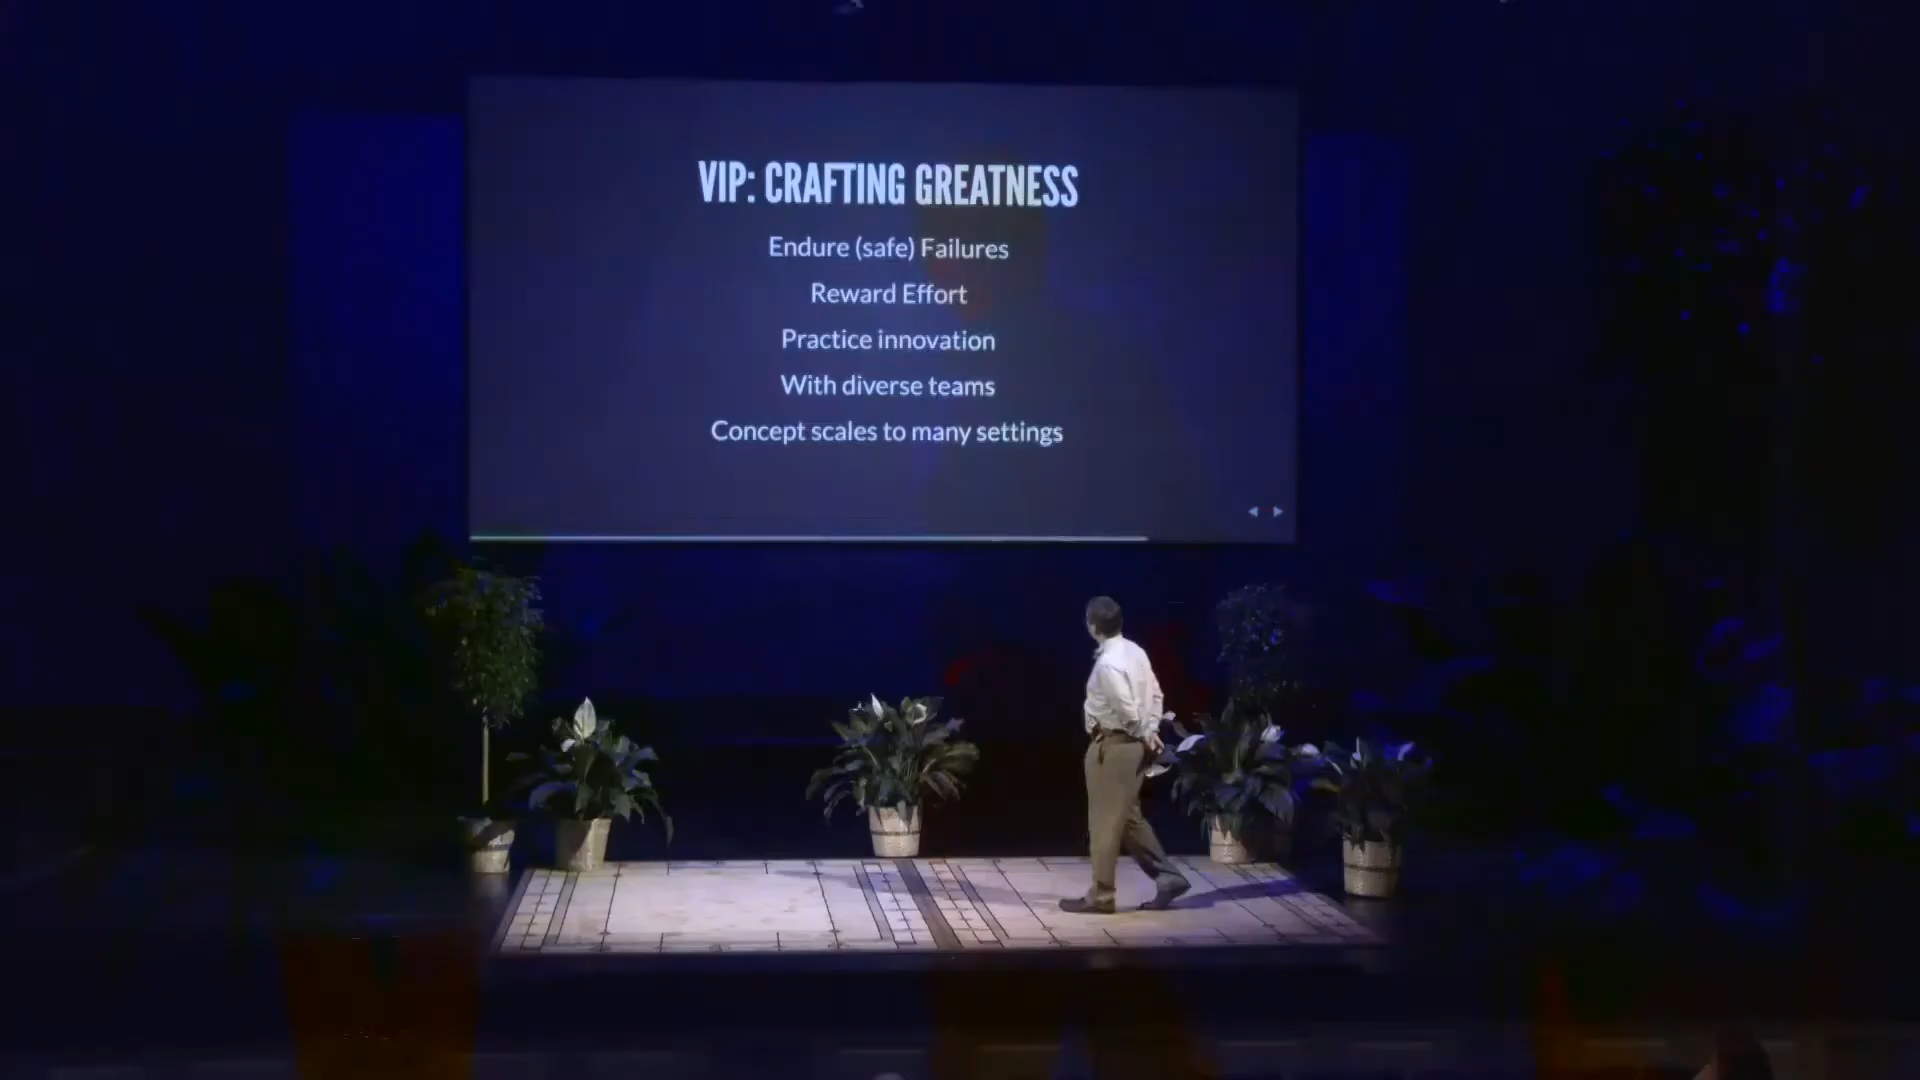 VIP: CRAFTING GREATNESS
Endure (safe) Failures
Reward Effort
Practice innovation
With diverse teams
Concept scales to many settings